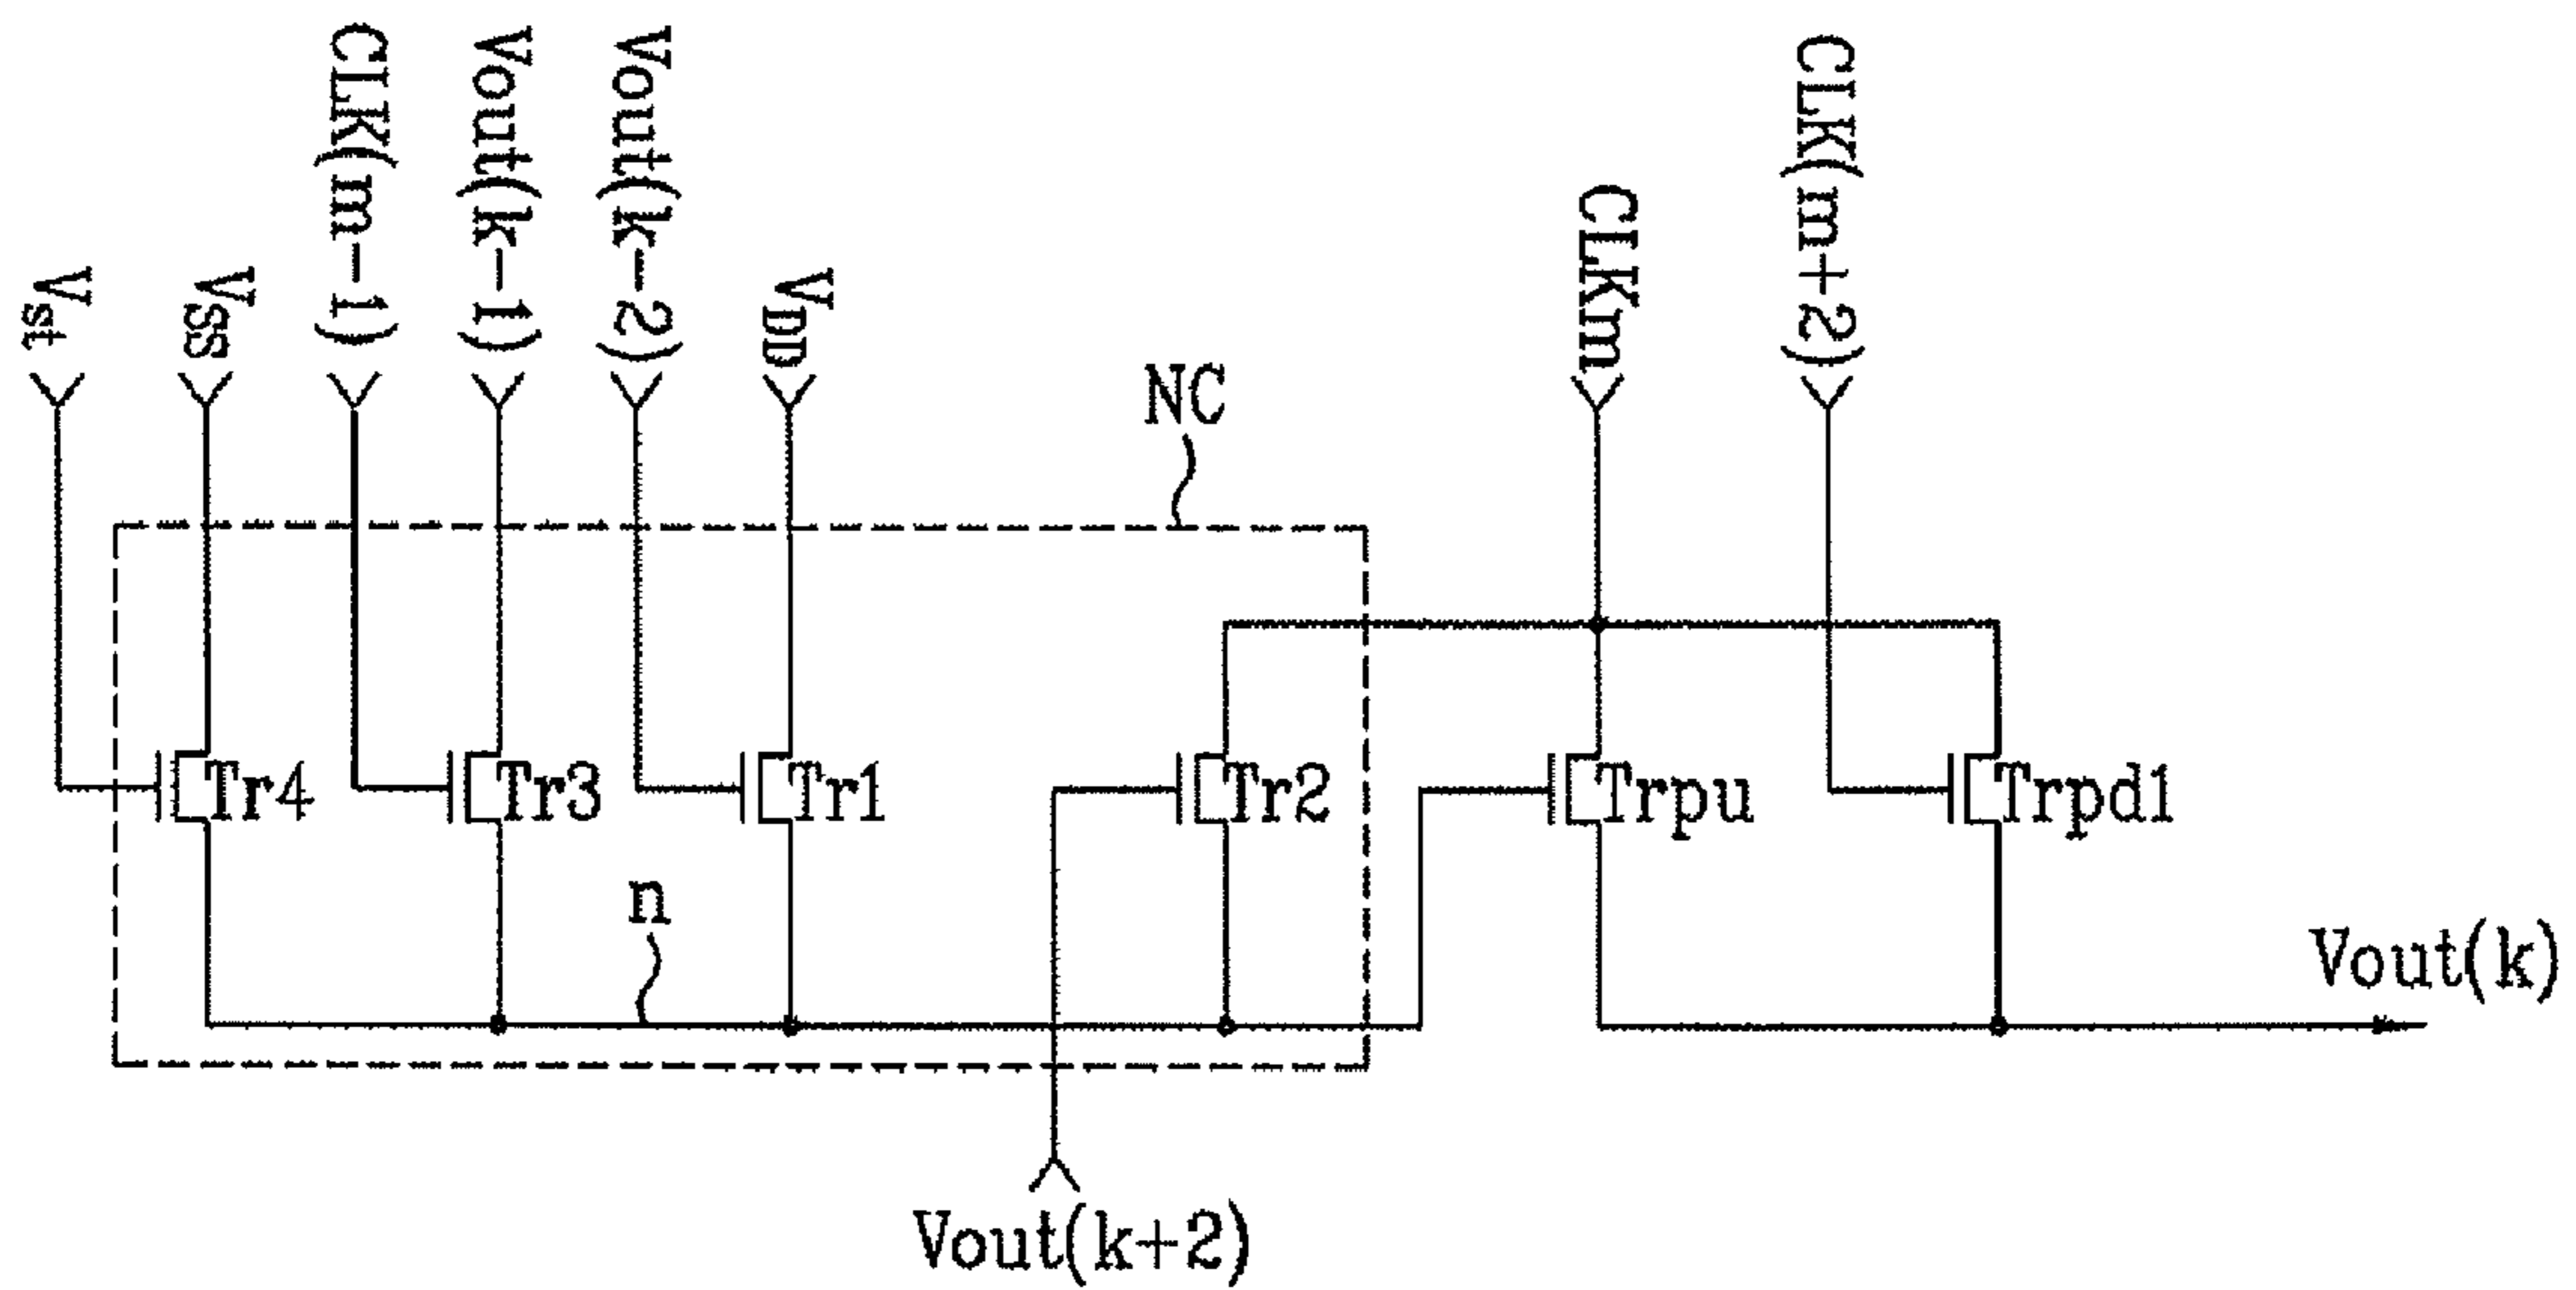 Vst
VSS
CLK(m-1)
Vout(k-1)
Vout(k-2)
VDD
NC
CLKm
CLK(m+2)
Tr4
Tr3
Tr1
Tr2
Trpu
Trpd1
n
Vout(k)
Vout(k+2)